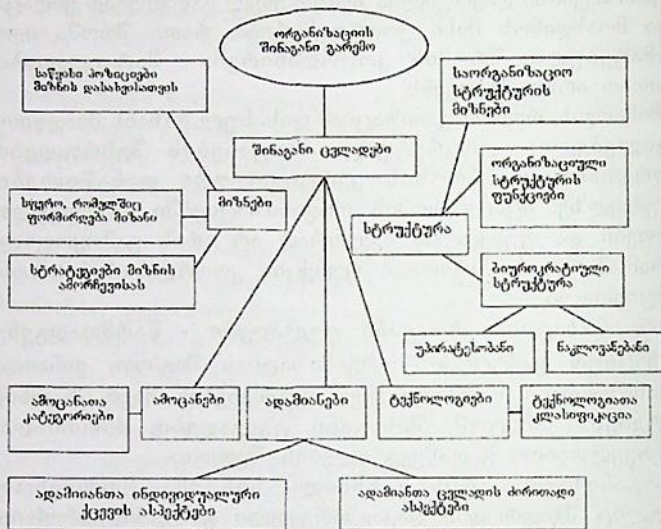 ორგანიზაციის
შინაგანი გარემო
საწყისი პოზიციები
მიზნის დასახვისათვის
საორგანიზაციო
სტრუქტურის
მიზნები
შინაგანი ცვლადები
ორგანიზაციული
სტრუქტურის
ფუნქციები
სფერო, რომელშიც
ფორმირდება მიზანი
მიზნები
სტრუქტურა
სტრატეგიები მიზნის
ამორჩევისას
ბიუროკრატიული
სტრუქტურა
უპირატესობანი
ნაკლოვანებანი
ამოცანათა
კატეგორიები
ამოცანები
ადამიანები
ტექნოლოგიები
ტექნოლოგიათა
კლასიფიკაცია
ადამიიანთა ინდივიდუალური
ქცევის ასპექტები
ადამიანთა ცვლადის ძირითადი
ასპექტები